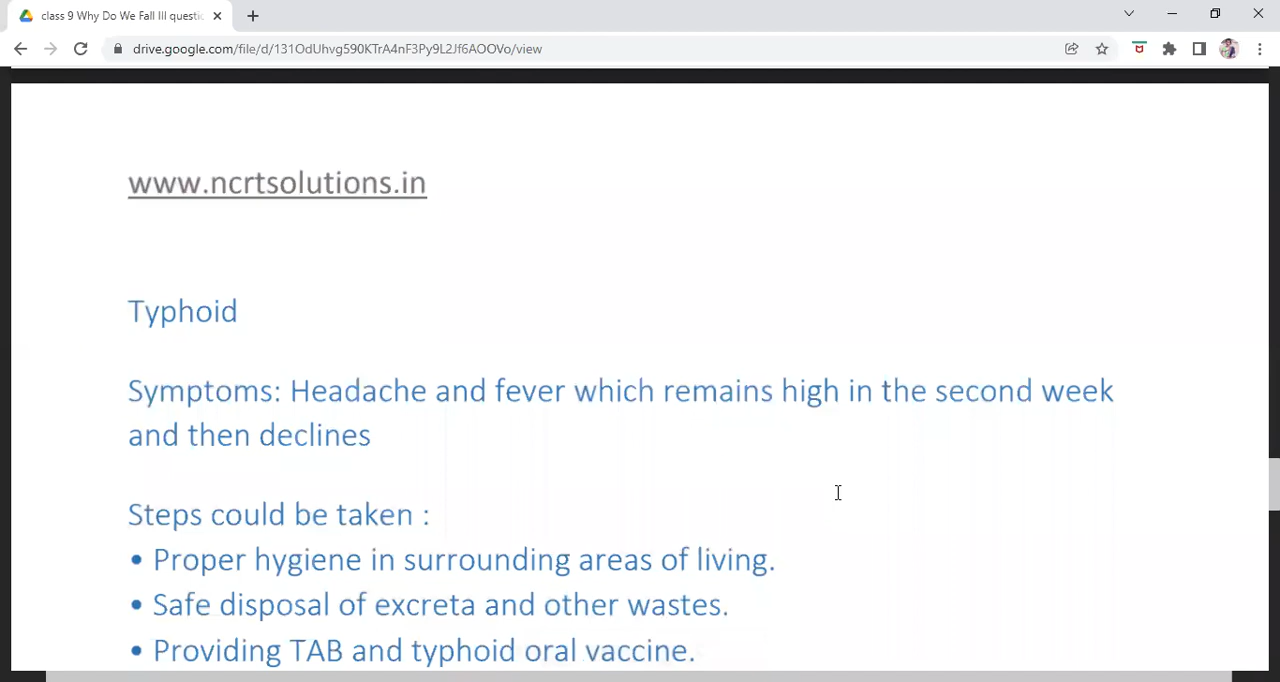 class 9 Why Do We Fall Ill questi
drive.google.com/file/d/131OdUhvg590KTrA4nF3Py9L2Jf6AOOVo/view
www.ncrtsolutions.in
Typhoid
Symptoms: Headache and fever which remains high in the second week
and then declines
Steps could be taken :
• Proper hygiene in surrounding areas of living.
• Safe disposal of excreta and other wastes.
• Providing TAB and typhoid oral vaccine.